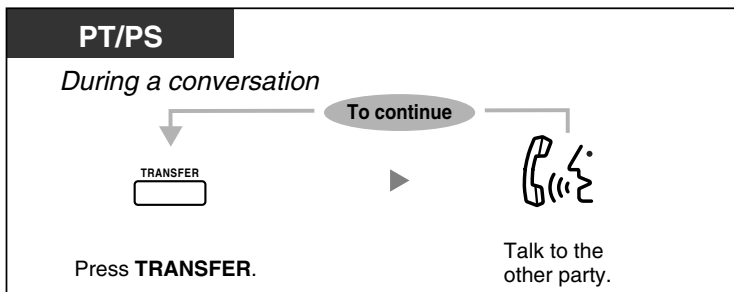 PT/PS
During a conversation
To continue
TRANSFER
Press TRANSFER.
Talk to the
other party.